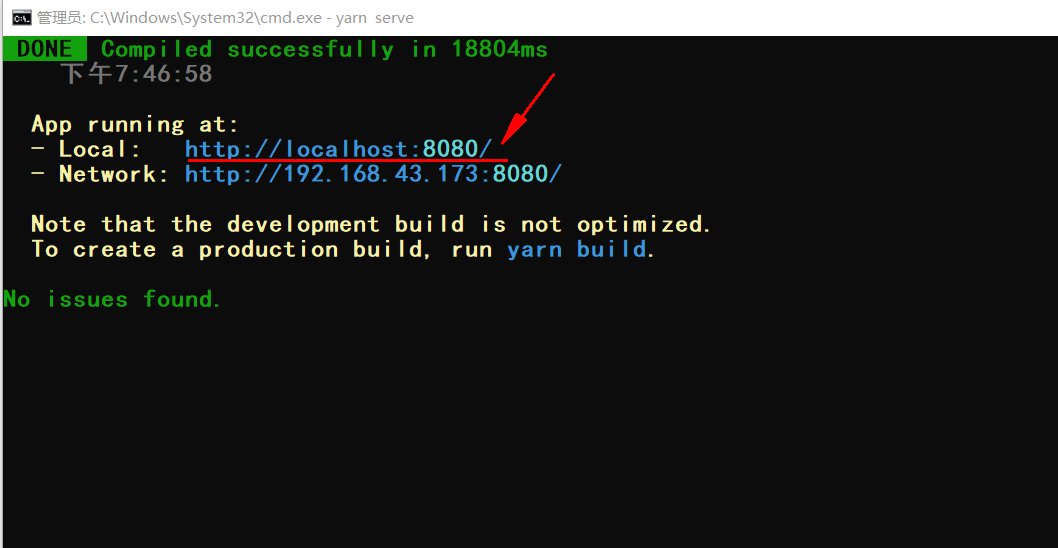 管理员: C:\Windows\System32\cmd.exe - yarn serve
DONE Compiled successfully in 18804ms
下午7:46:58
App running at:
- Local: http://localhost:8080/
- Network: http://192.168.43.173:8080/
Note that the development build is not optimized.
To create a production build, run yarn build.
No issues found.